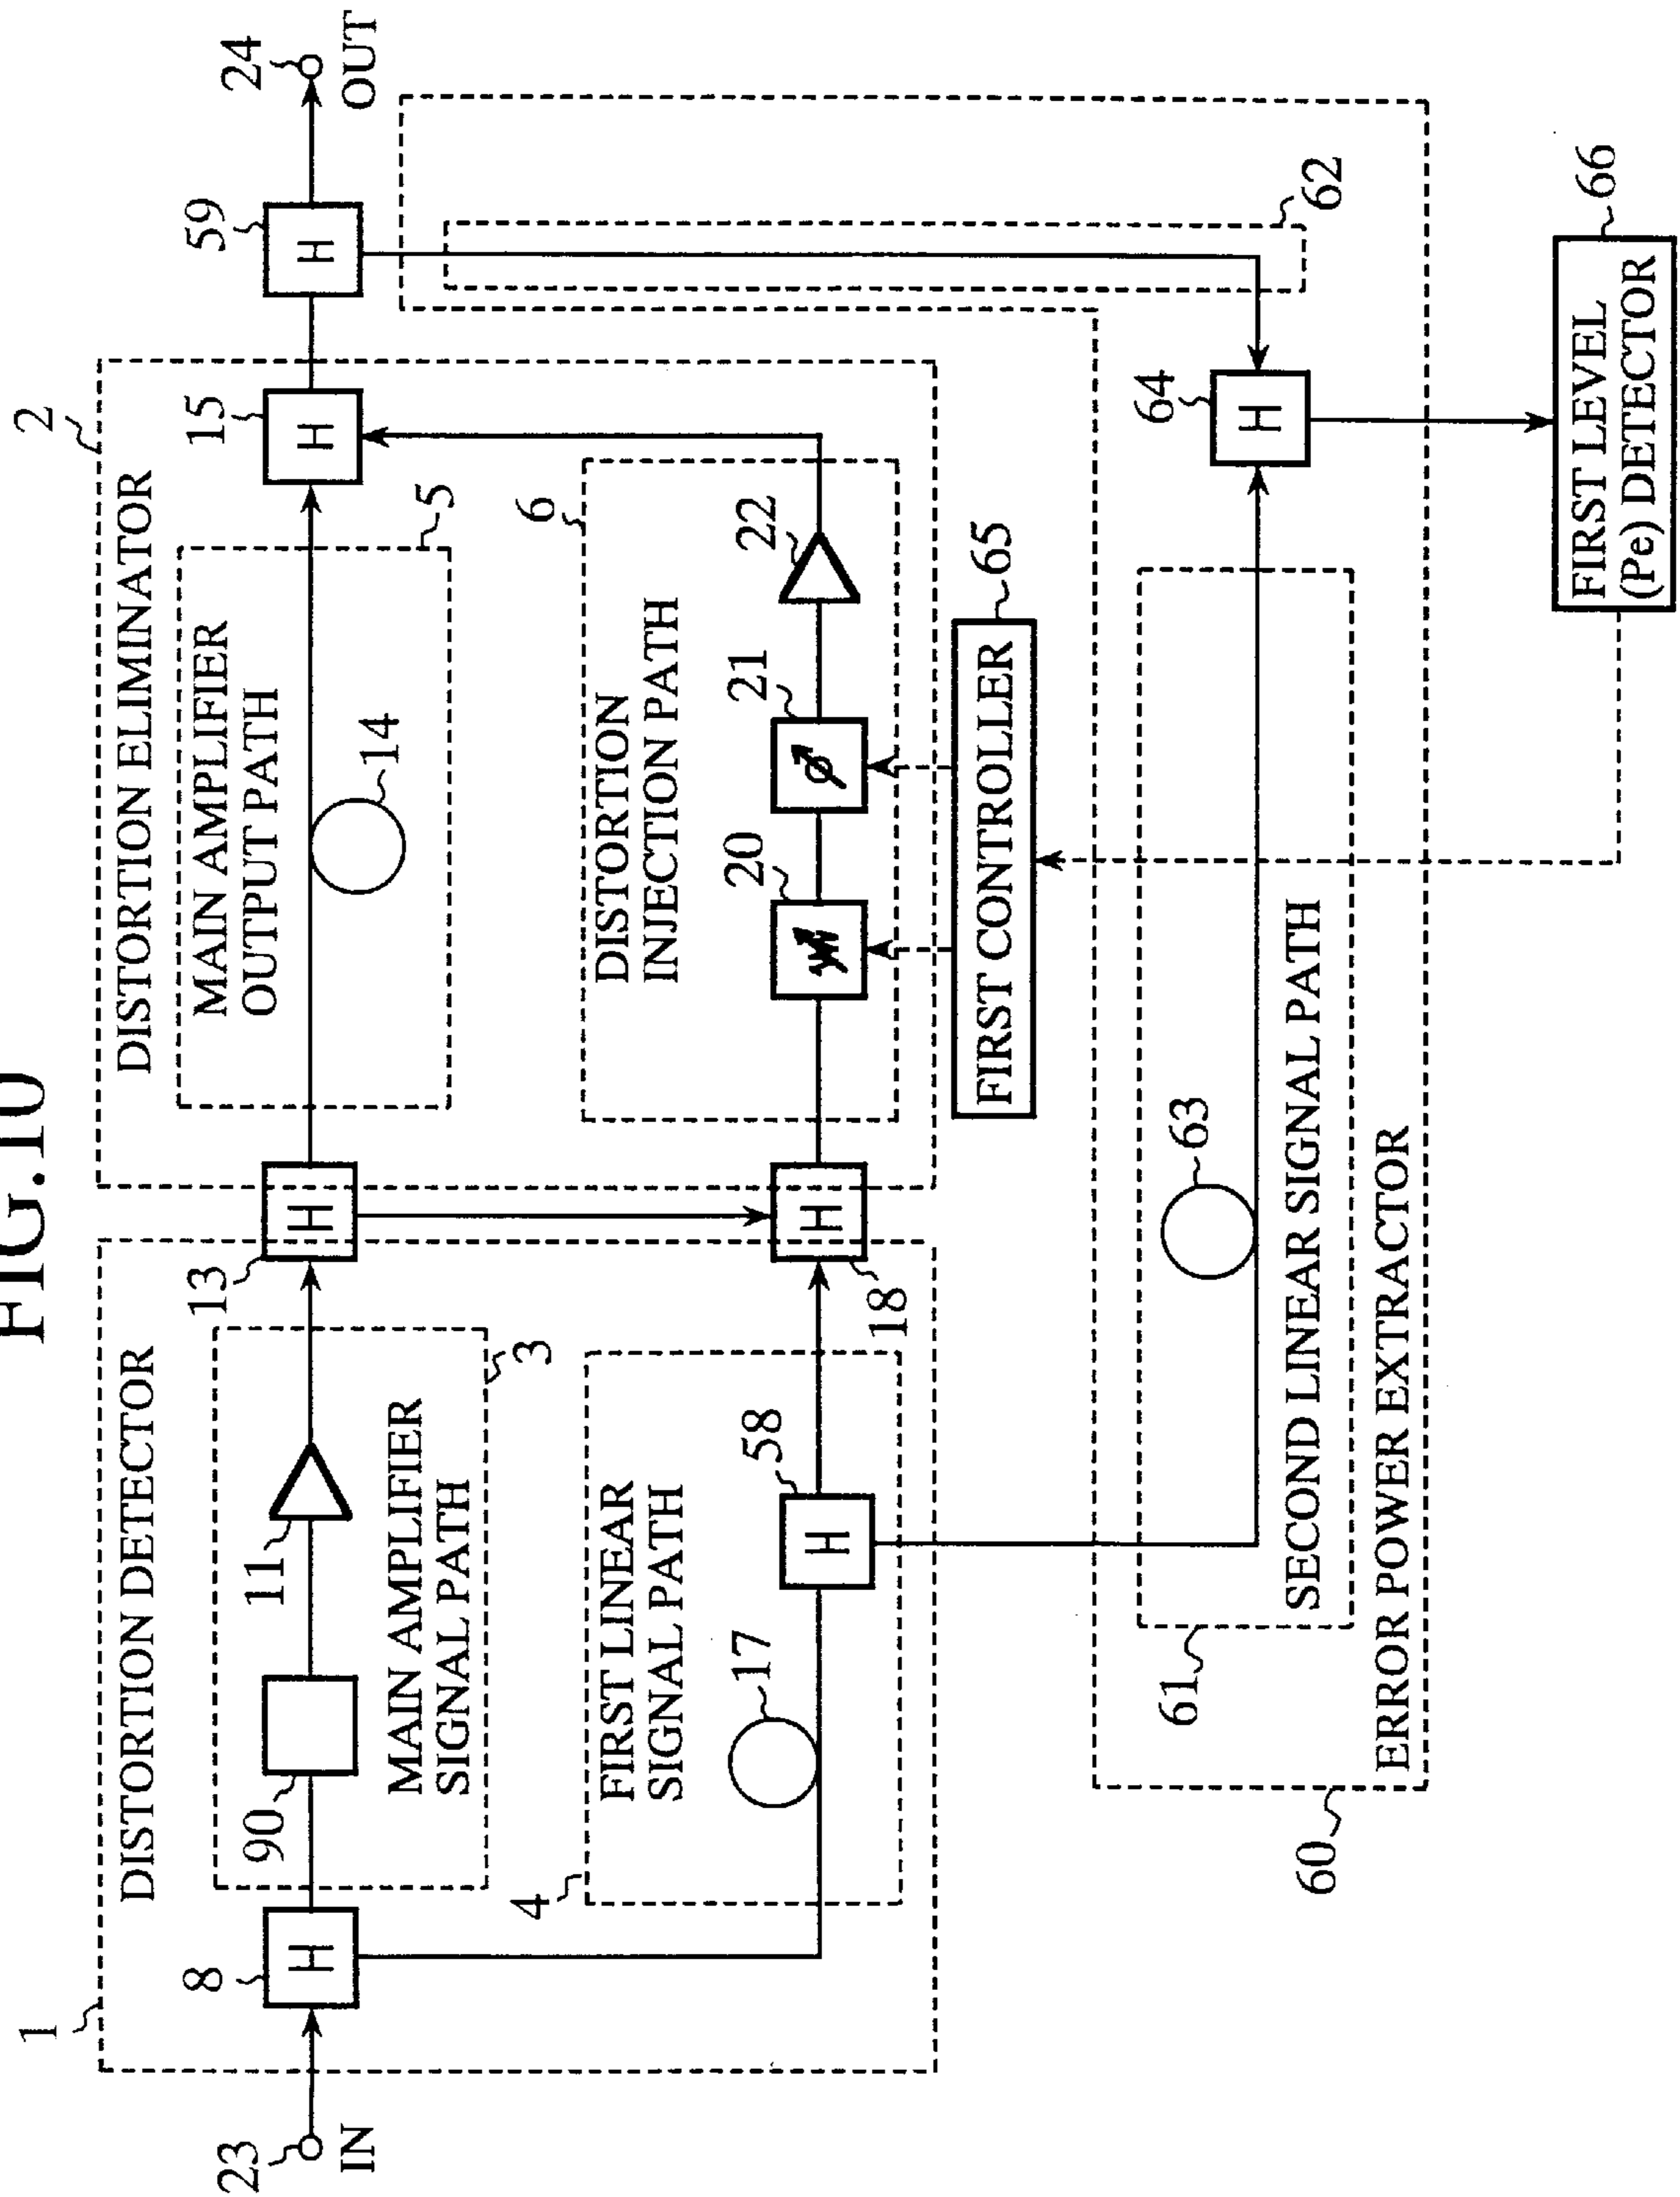 FIG.10
1
2
DISTORTION DETECTOR
DISTORTION ELIMINATOR
23
IN
8
H
90
11
MAIN AMPLIFIER
SIGNAL PATH
3
13
H
MAIN AMPLIFIER
OUTPUT PATH
14
5
15
H
59
H
24
OUT
4
FIRST LINEAR
SIGNAL PATH
17
58
H
18
H
DISTORTION
INJECTION PATH
6
20
21
ϕ
22
FIRST CONTROLLER
65
60
ERROR POWER EXTRACTOR
61
SECOND LINEAR SIGNAL PATH
63
64
H
62
FIRST LEVEL
(Pe) DETECTOR
66